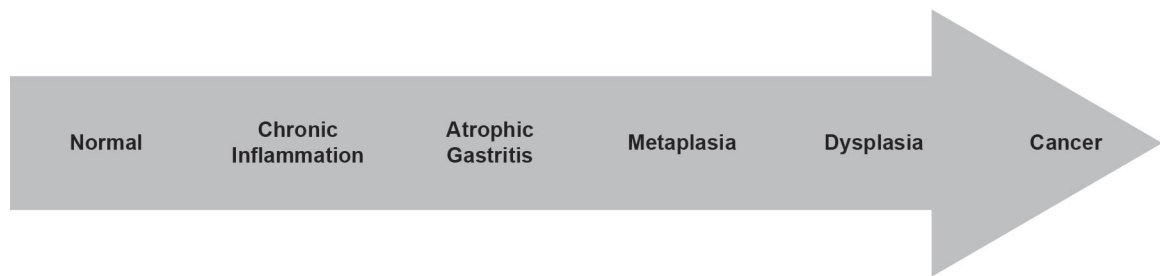 Normal
Chronic
Inflammation
Atrophic
Gastritis
Metaplasia
Dysplasia
Cancer